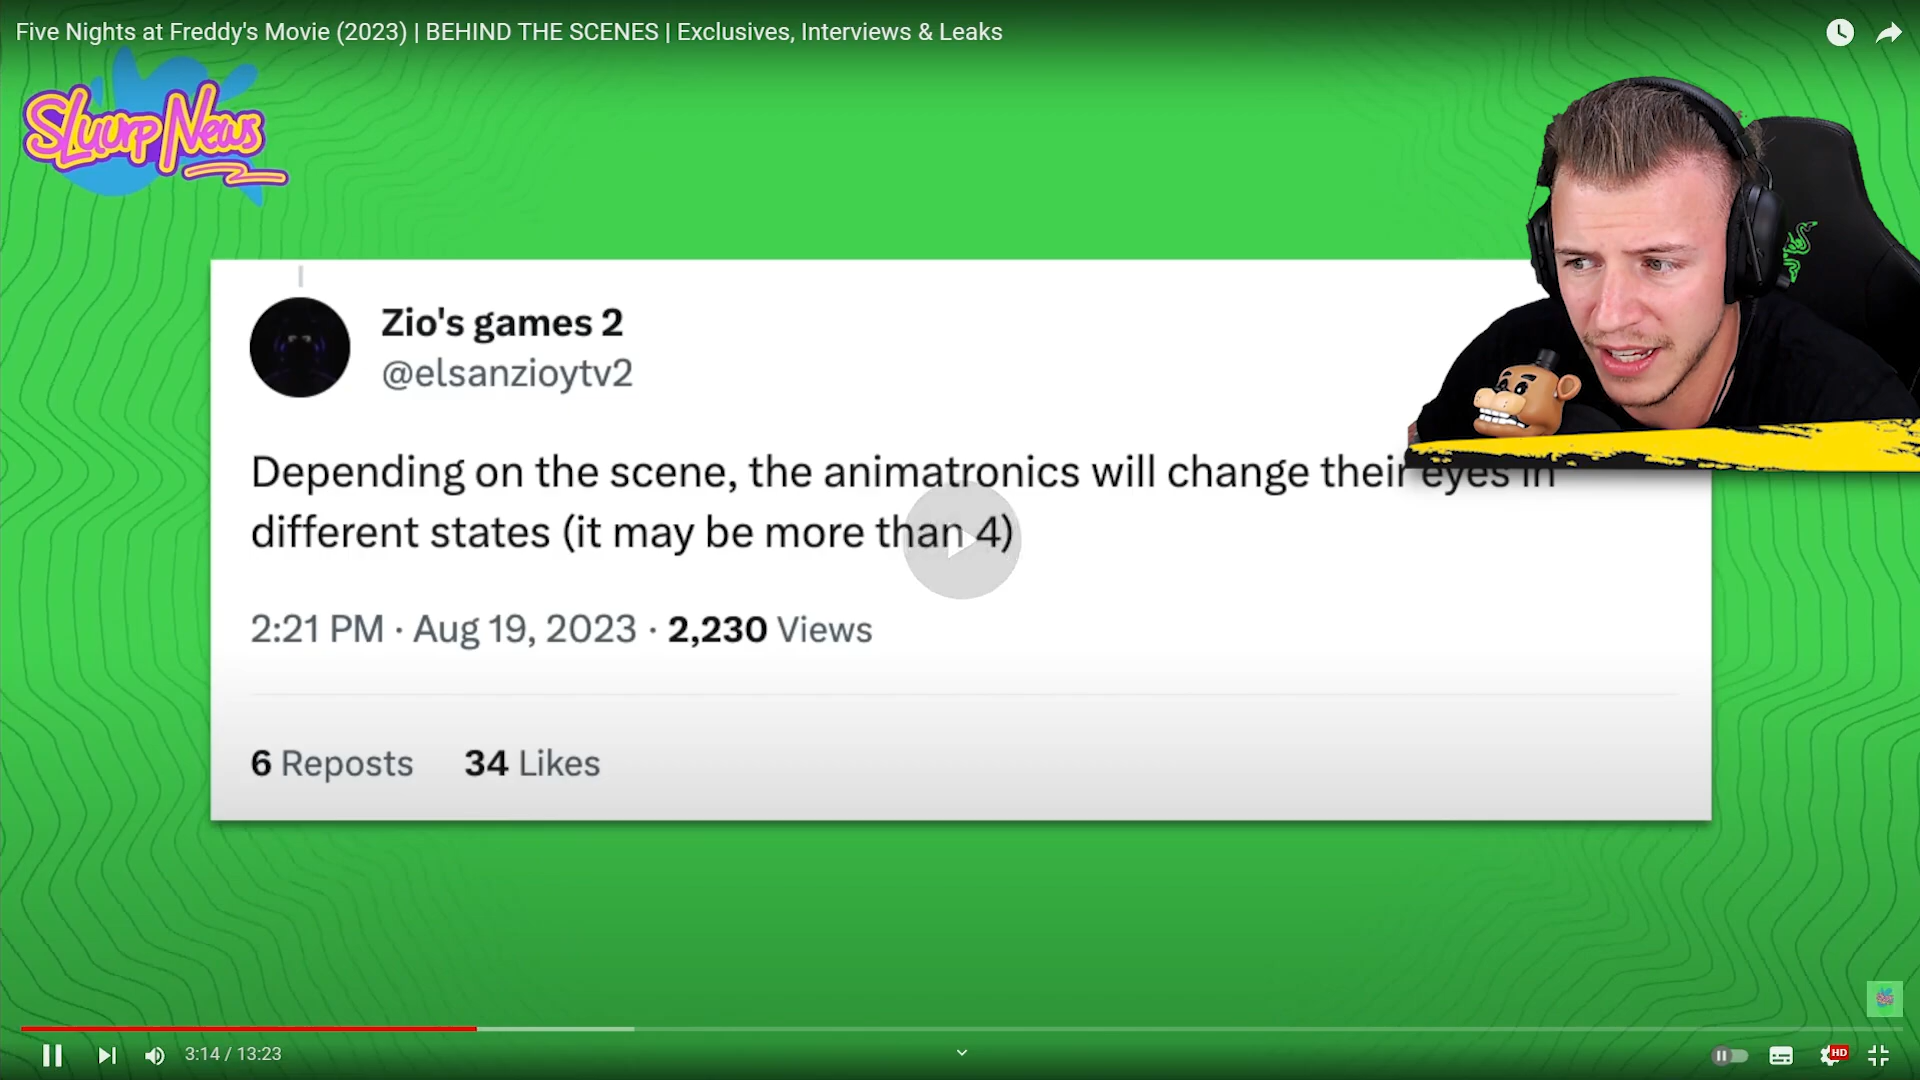 Five Nights at Freddy's Movie (2023) | BEHIND THE SCENES | Exclusives, Interviews & Leaks
Sluurp News
Zio's games 2
@elsanzioytv2
Depending on the scene, the animatronics will change their eyes in
different states (it may be more than 4)
2:21 PM · Aug 19, 2023 · 2,230 Views
6 Reposts 34 Likes
3:14 / 13:23
HD